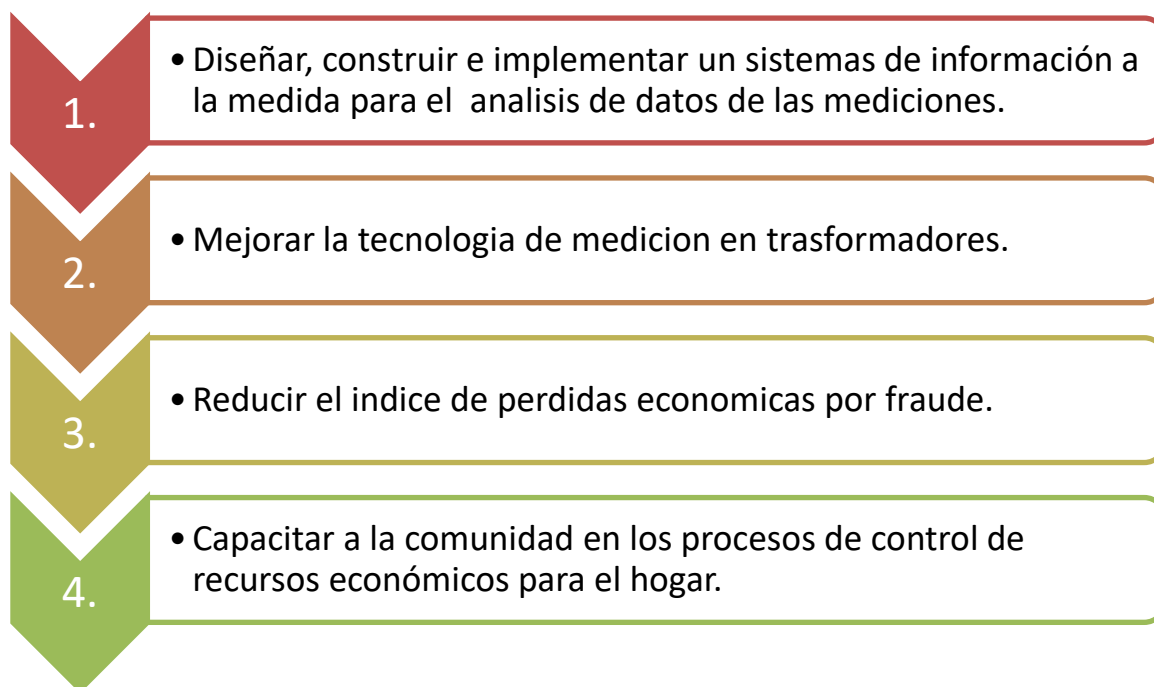 1.
• Diseñar, construir e implementar un sistemas de información a
la medida para el analisis de datos de las mediciones.
2.
• Mejorar la tecnologia de medicion en trasformadores.
3.
• Reducir el indice de perdidas economicas por fraude.
4.
• Capacitar a la comunidad en los procesos de control de
recursos económicos para el hogar.